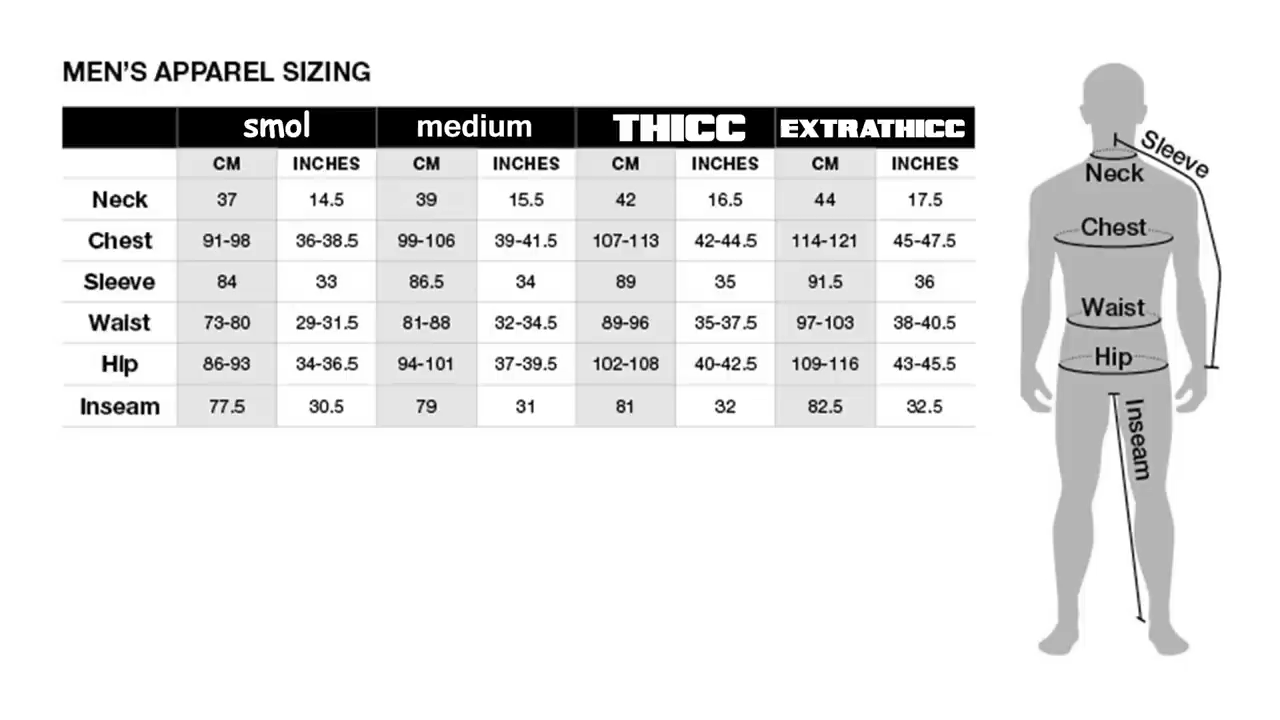 MEN'S APPAREL SIZING
smol medium THICC EXTRATHICC
CM INCHES CM INCHES CM INCHES CM INCHES
Neck 37 14.5 39 15.5 42 16.5 44 17.5
Chest 91-98 36-38.5 99-106 39-41.5 107-113 42-44.5 114-121 45-47.5
Sleeve 84 33 86.5 34 89 35 91.5 36
Waist 73-80 29-31.5 81-88 32-34.5 89-96 35-37.5 97-103 38-40.5
Hip 86-93 34-36.5 94-101 37-39.5 102-108 40-42.5 109-116 43-45.5
Inseam 77.5 30.5 79 31 81 32 82.5 32.5
Sleeve
Neck
Chest
Waist
Hip
Inseam